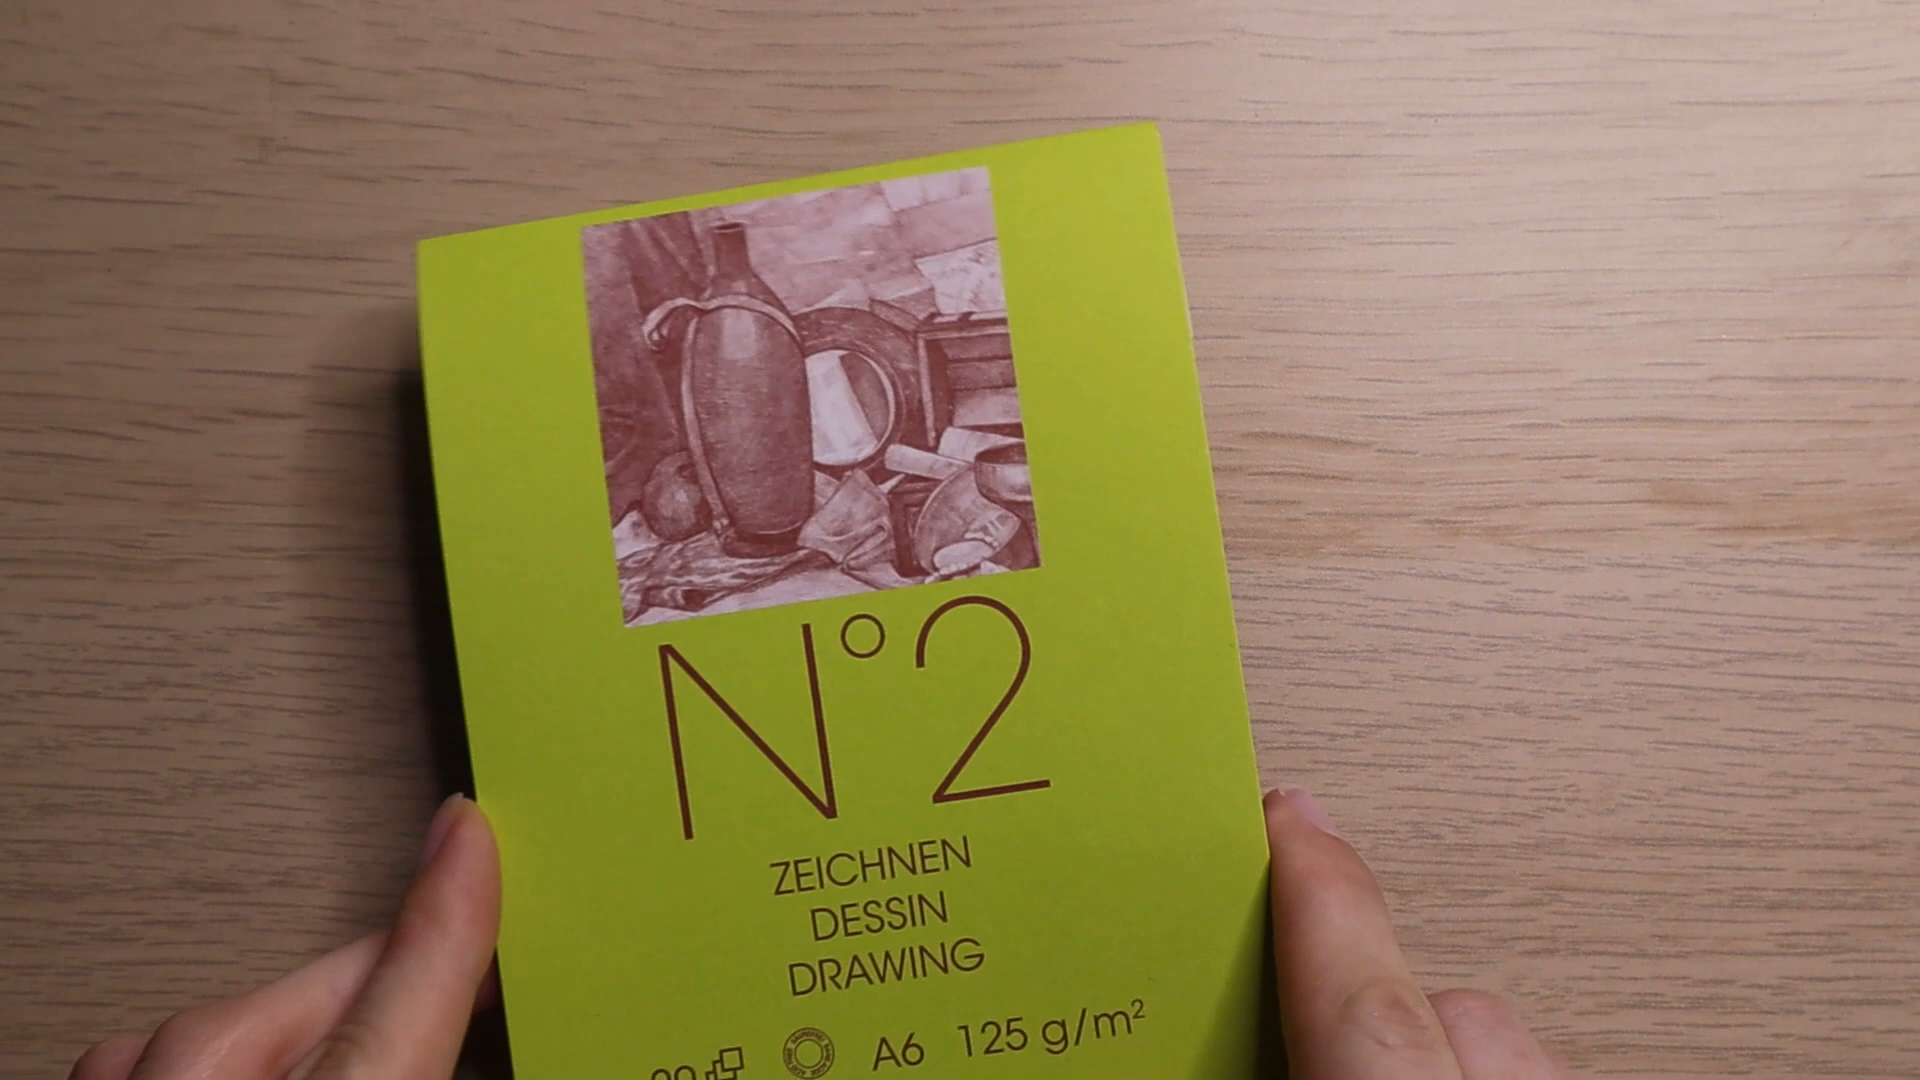 N°2
ZEICHNEN
DESSIN
DRAWING
A6 125 g/m²